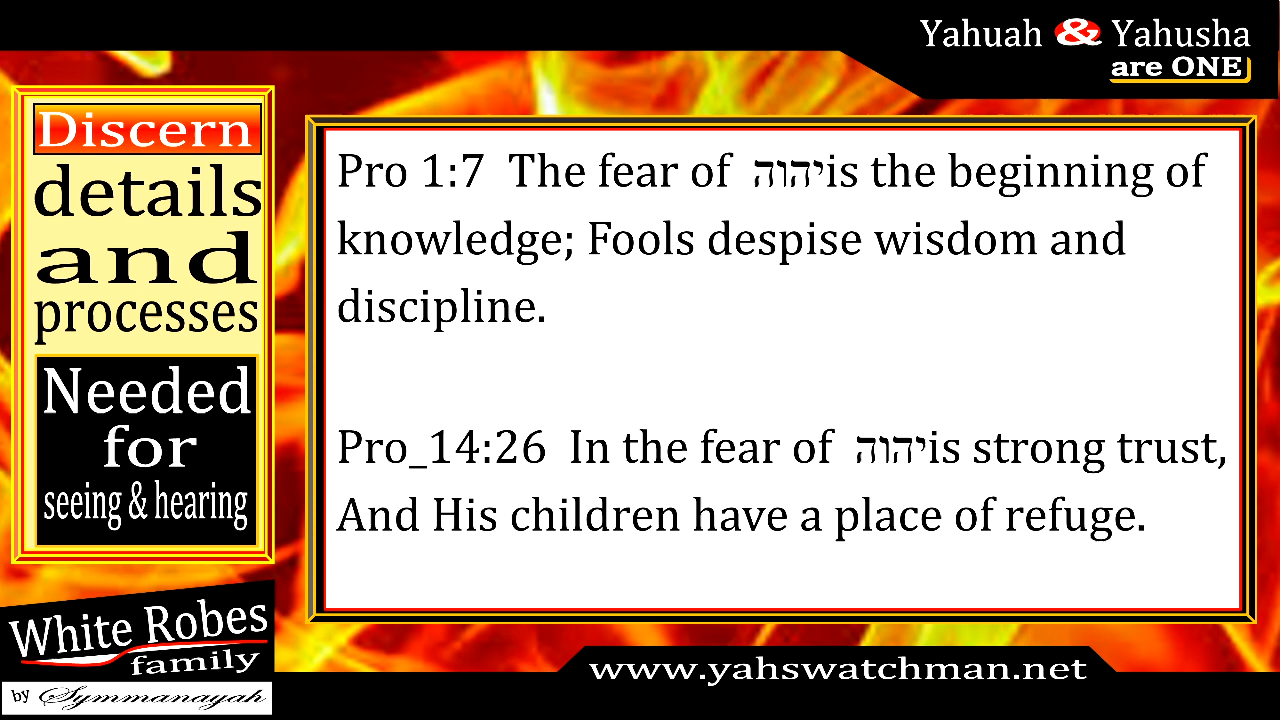 Yahuah & Yahusha
are ONE
Discern
details
and
processes
Needed
for
seeing & hearing
Pro 1:7 The fear of יהוה is the beginning of
knowledge; Fools despise wisdom and
discipline.
Pro_14:26 In the fear of יהוה is strong trust,
And His children have a place of refuge.
White Robes
family
by Symmanayah
www.yahswatchman.net